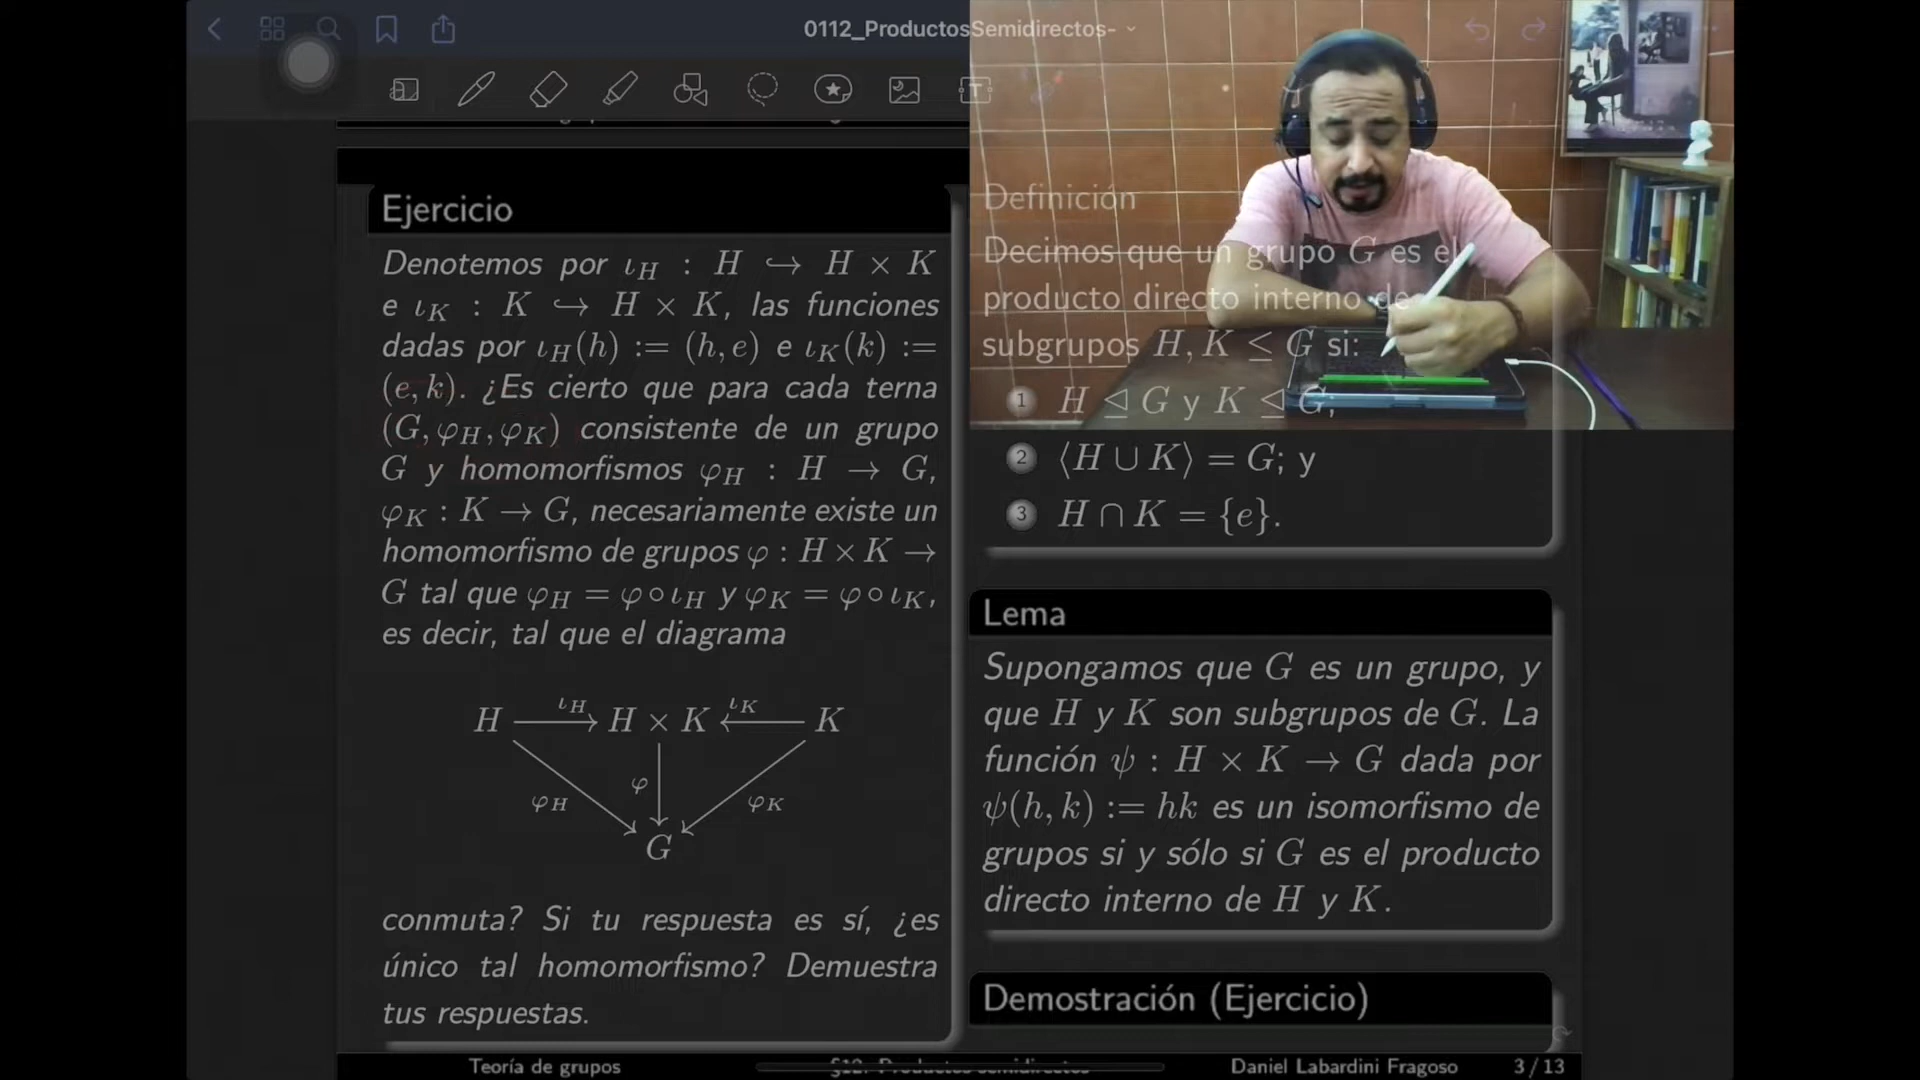 0112_ProductosSemidirectos-
Ejercicio
Denotemos por ι_H : H ↪ H × K
e ι_K : K ↪ H × K, las funciones
dadas por ι_H(h) := (h, e) e ι_K(k) :=
(e, k). ¿Es cierto que para cada terna
(G, φ_H, φ_K) consistente de un grupo
G y homomorfismos φ_H : H → G,
φ_K : K → G, necesariamente existe un
homomorfismo de grupos φ : H × K →
G tal que φ_H = φ ∘ ι_H y φ_K = φ ∘ ι_K,
es decir, tal que el diagrama
ι_H ι_K
H H × K K
φ
φ_H φ_K
G
conmuta? Si tu respuesta es sí, ¿es
único tal homomorfismo? Demuestra
tus respuestas.
Definición
Decimos que un grupo G es el
producto directo interno de
subgrupos H, K ≤ G si:
1 H ⊴ G y K ⊴ G;
2 ⟨H ∪ K⟩ = G; y
3 H ∩ K = {e}.
Lema
Supongamos que G es un grupo, y
que H y K son subgrupos de G. La
función ψ : H × K → G dada por
ψ(h, k) := hk es un isomorfismo de
grupos si y sólo si G es el producto
directo interno de H y K.
Demostración (Ejercicio)
Teoría de grupos
§12: Productos semidirectos
Daniel Labardini Fragoso 3 / 13